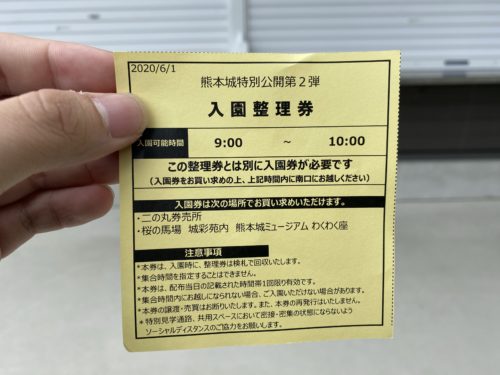 2020/6/1
熊本城特別公開第2弾
入園整理券
入園可能時間 9:00 ～ 10:00
この整理券とは別に入園券が必要です
(入園券をお買い求めの上、上記時間内に南口にお越しください)
入園券は次の場所でお買い求めいただけます。
・二の丸券売所
・桜の馬場 城彩苑内 熊本城ミュージアム わくわく座
注意事項
*本券は、入園時に、整理券は検札で回収いたします。
*集合時間を指定することはできません。
*本券は、配布当日の記載された時間帯1回限り有効です。
*集合時間内にお越しになられない場合、ご入園いただけない場合があります。
*本券の譲渡・売買はお断りいたします。また、本券の再発行はいたしません。
*特別見学通路、共用スペースにおいて密接・密集の状態にならないよう
ソーシャルディスタンスのご協力をお願いします。